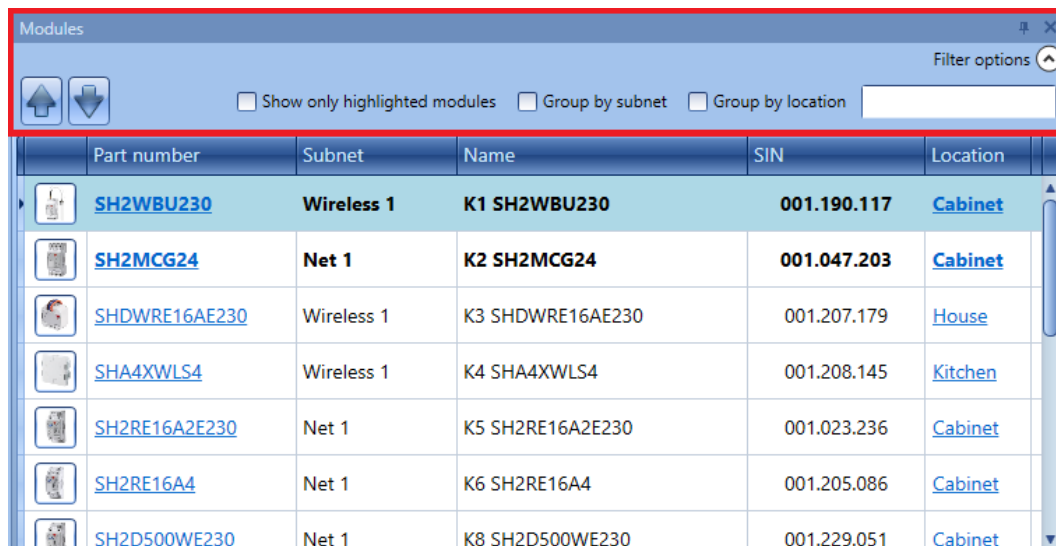 Modules
Filter options
Show only highlighted modules Group by subnet Group by location
Part number Subnet Name SIN Location
SH2WBU230 Wireless 1 K1 SH2WBU230 001.190.117 Cabinet
SH2MCG24 Net 1 K2 SH2MCG24 001.047.203 Cabinet
SHDWRE16AE230 Wireless 1 K3 SHDWRE16AE230 001.207.179 House
SHA4XWLS4 Wireless 1 K4 SHA4XWLS4 001.208.145 Kitchen
SH2RE16A2E230 Net 1 K5 SH2RE16A2E230 001.023.236 Cabinet
SH2RE16A4 Net 1 K6 SH2RE16A4 001.205.086 Cabinet
SH2D500WE230 Net 1 K8 SH2D500WE230 001.229.051 Cabinet